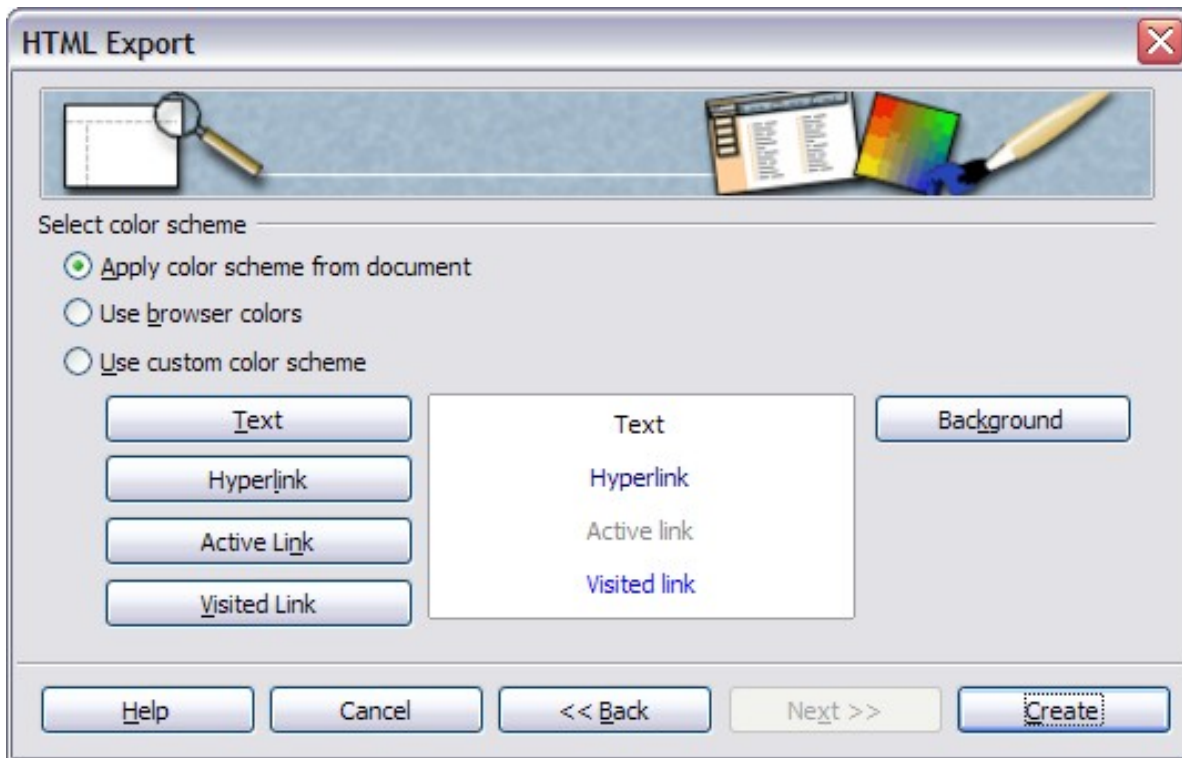 HTML Export
Select color scheme
Apply color scheme from document
Use browser colors
Use custom color scheme
Text
Hyperlink
Active Link
Visited Link
Text
Hyperlink
Active link
Visited link
Background
Help Cancel << Back Next >> Create